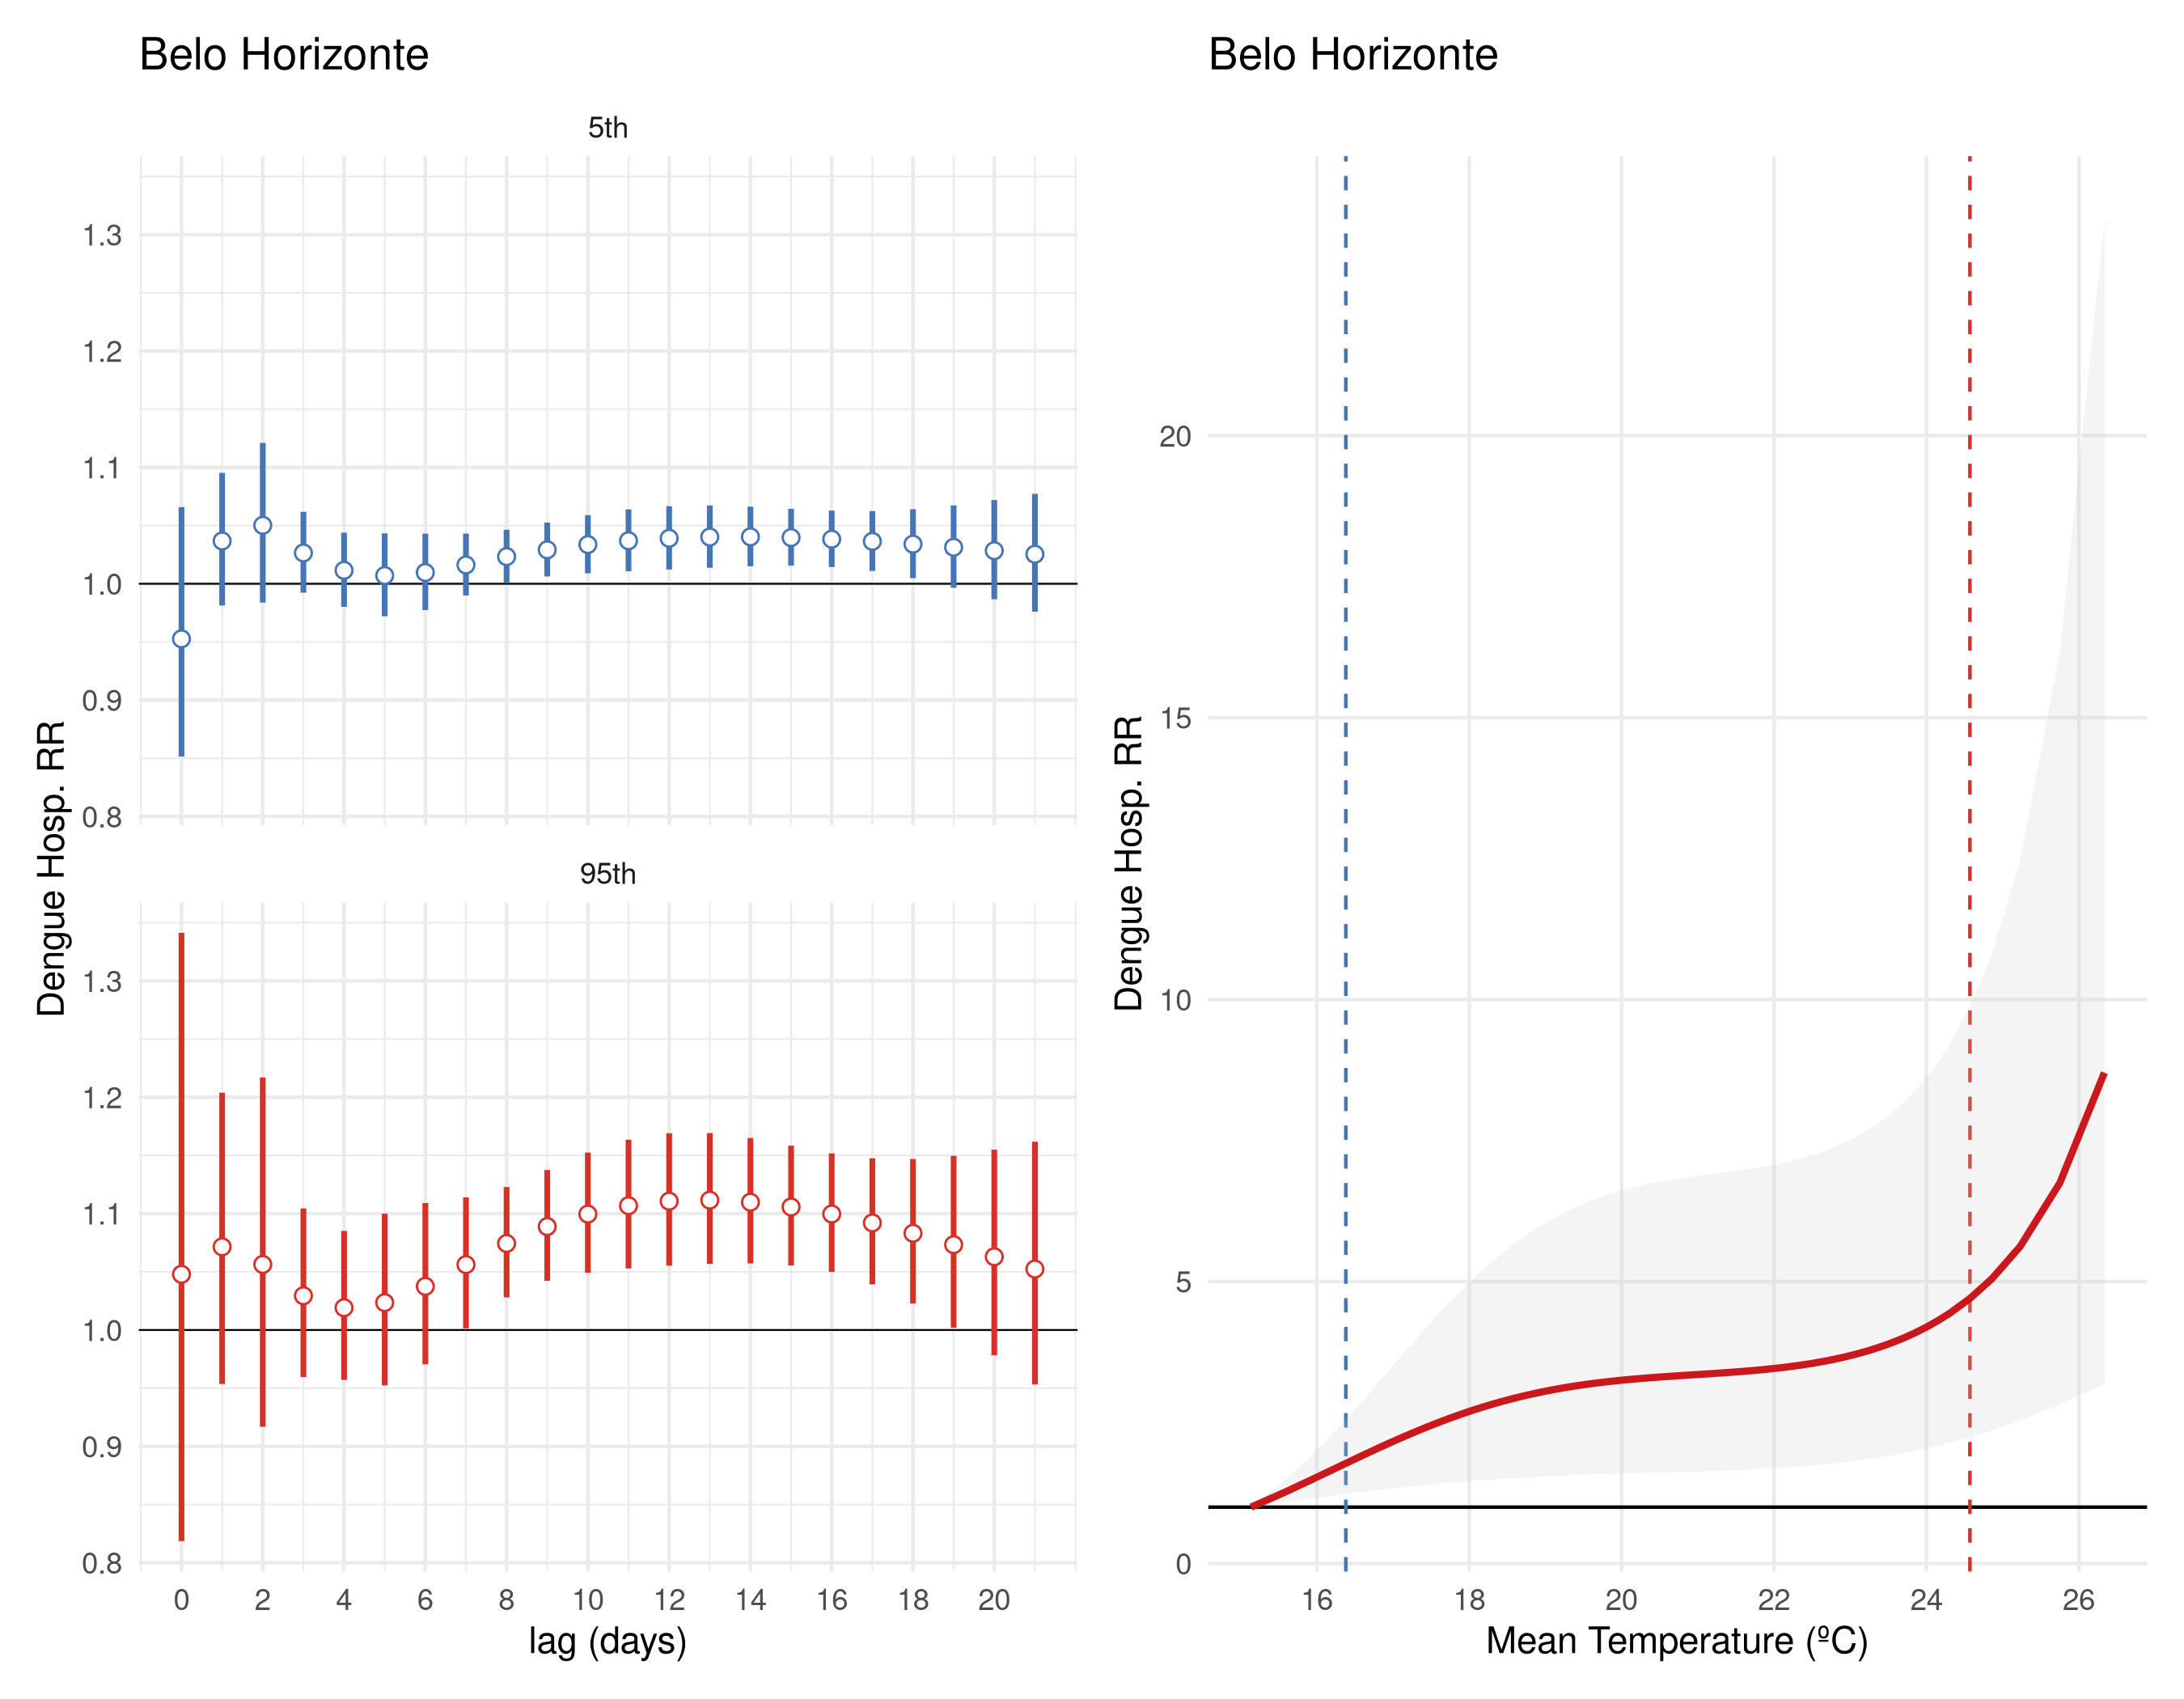 Belo Horizonte
5th
1.3
1.2
1.1
1.0
0.9
0.8
95th
1.3
1.2
1.1
1.0
0.9
0.8
0 2 4 6 8 10 12 14 16 18 20
lag (days)
Dengue Hosp. RR
Belo Horizonte
20
15
10
5
0
16 18 20 22 24 26
Mean Temperature (ºC)
Dengue Hosp. RR